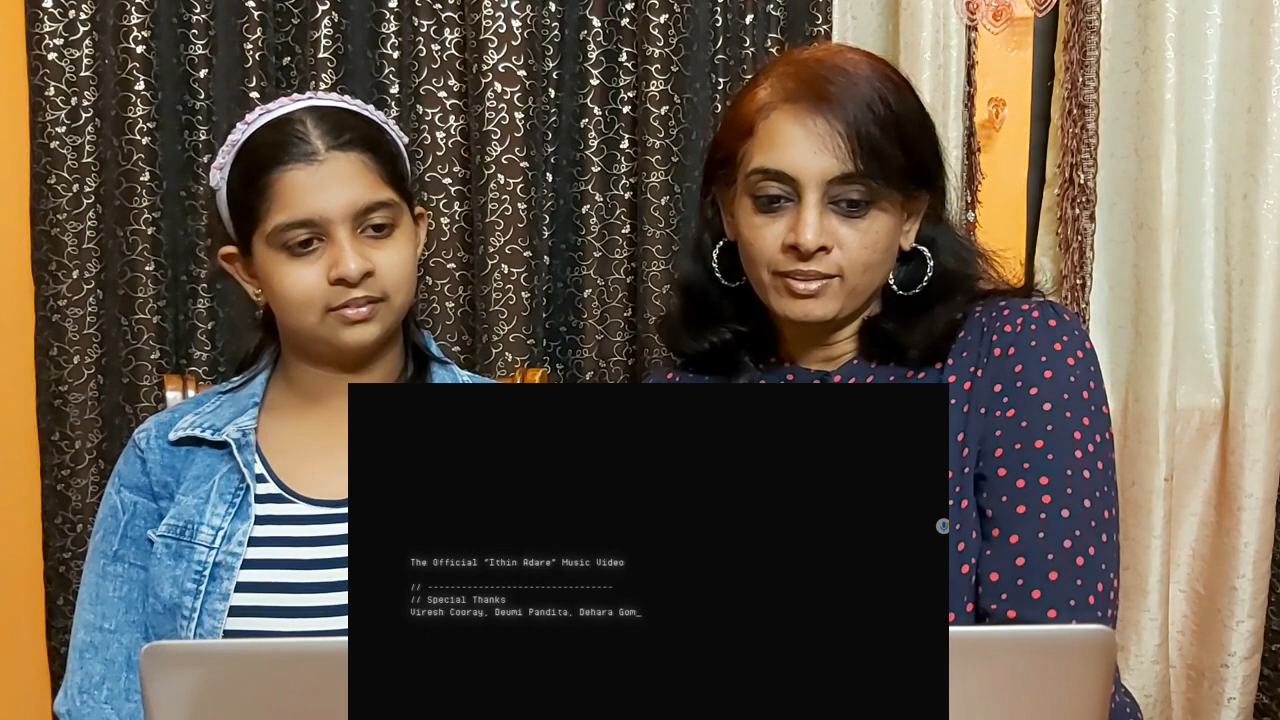 The Official "Ithin Adare" Music Video
// ---------------------------------
// Special Thanks
Viresh Cooray, Deumi Pandita, Dehara Gom_